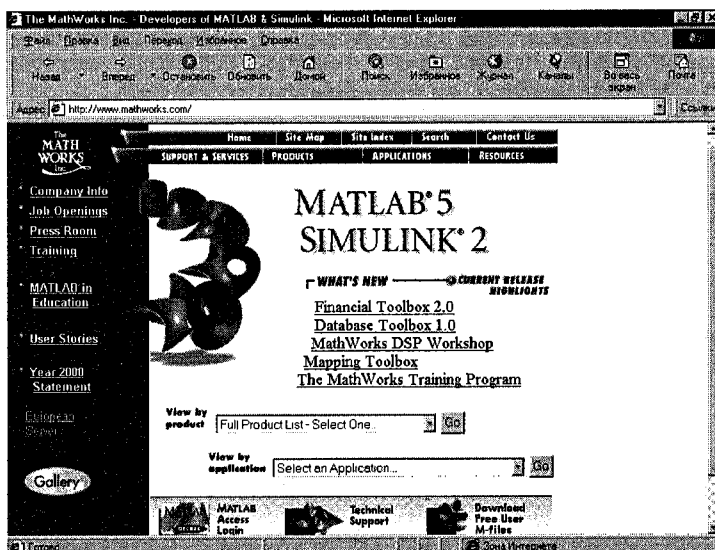 The MathWorks Inc. - Developers of MATLAB & Simulink - Microsoft Internet Explorer
Файл Правка Вид Переход Избранное Справка
Назад Вперед Остановить Обновить Домой Поиск Избранное Журнал Каналы Во весь экран Почта
Адрес http://www.mathworks.com/ Ссылки
The
MATH
WORKS
Inc.
Home Site Map Site Index Search Contact Us
SUPPORT & SERVICES PRODUCTS APPLICATIONS RESOURCES
Company Info
Job Openings
Press Room
Training
MATLAB in
Education
User Stories
Year 2000
Statement
European
Server
Gallery
MATLAB® 5
SIMULINK® 2
WHAT'S NEW CURRENT RELEASE
HIGHLIGHTS
Financial Toolbox 2.0
Database Toolbox 1.0
MathWorks DSP Workshop
Mapping Toolbox
The MathWorks Training Program
View by
product Full Product List - Select One.. Go
View by
application Select an Application... Go
MATLAB
Access
Login
Technical
Support
Download
Free User
M-files
Готово Зона Интернета